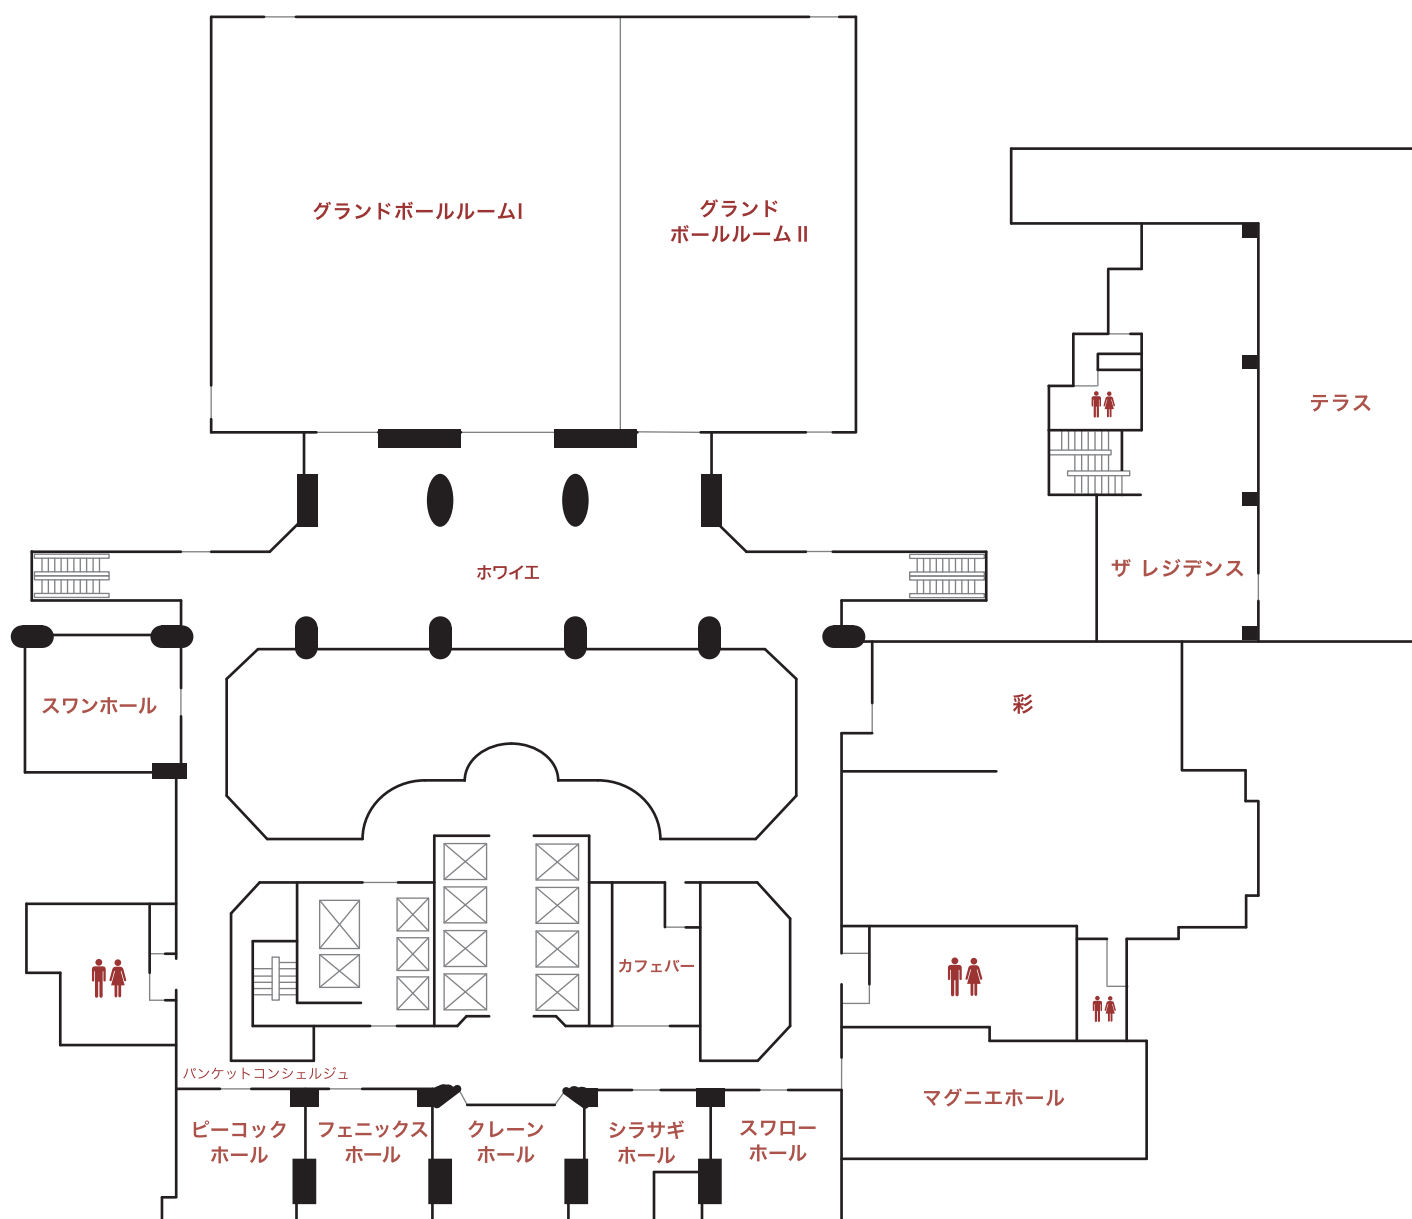 グランドボールルームI
グランド
ボールルーム II
テラス
ザ レジデンス
ホワイエ
スワンホール
彩
カフェバー
バンケットコンシェルジュ
マグニエホール
ピーコック
ホール
フェニックス
ホール
クレーン
ホール
シラサギ
ホール
スワロー
ホール